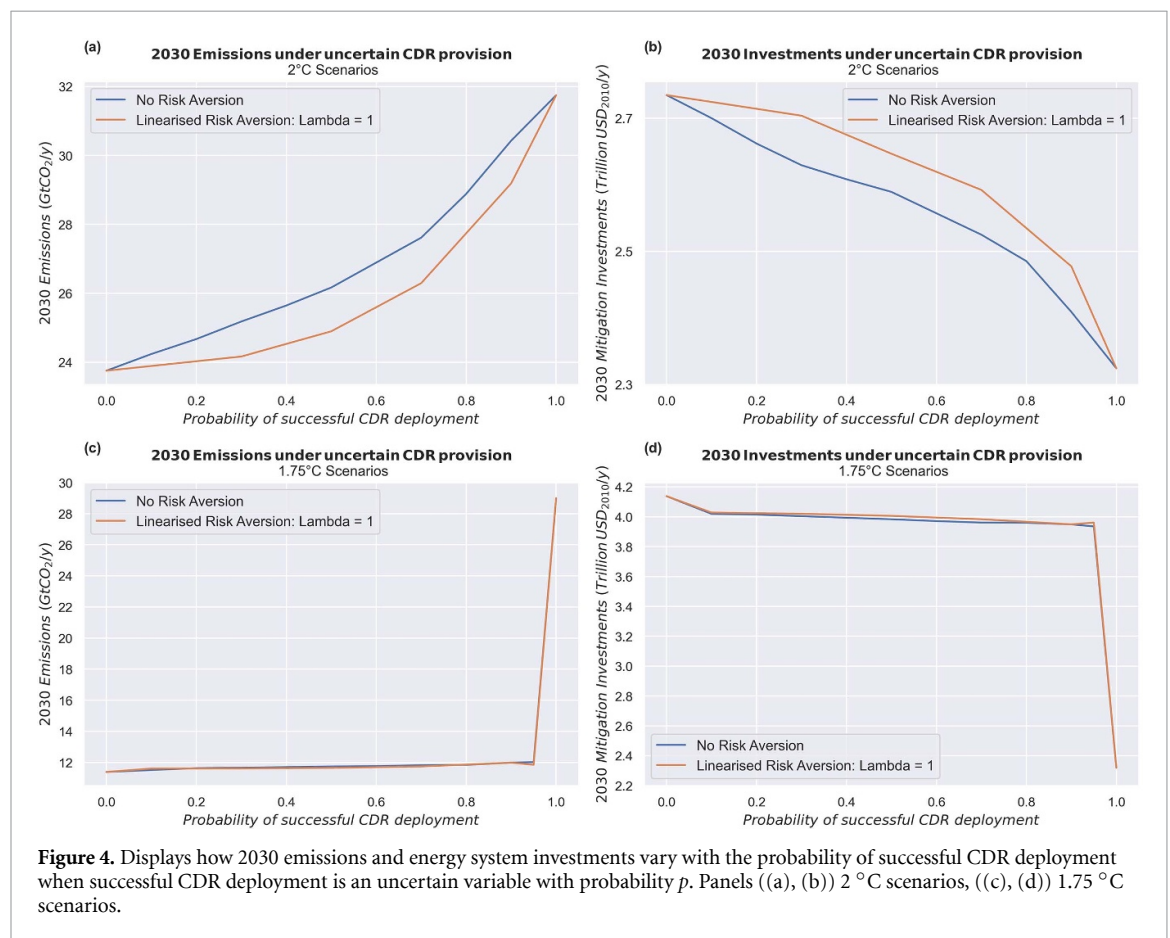 (a)
2030 Emissions under uncertain CDR provision
2°C Scenarios
No Risk Aversion
Linearised Risk Aversion: Lambda = 1
32
30
28
26
24
2030 Emissions (GtCO2/y)
0.0 0.2 0.4 0.6 0.8 1.0
Probability of successful CDR deployment
(b)
2030 Investments under uncertain CDR provision
2°C Scenarios
No Risk Aversion
Linearised Risk Aversion: Lambda = 1
2.7
2.5
2.3
2030 Mitigation Investments (Trillion USD2010/y)
0.0 0.2 0.4 0.6 0.8 1.0
Probability of successful CDR deployment
(c)
2030 Emissions under uncertain CDR provision
1.75°C Scenarios
No Risk Aversion
Linearised Risk Aversion: Lambda = 1
30
28
26
24
22
20
18
16
14
12
2030 Emissions (GtCO2/y)
0.0 0.2 0.4 0.6 0.8 1.0
Probability of successful CDR deployment
(d)
2030 Investments under uncertain CDR provision
1.75°C Scenarios
4.2
4.0
3.8
3.6
3.4
3.2
3.0
2.8
2.6
2.4
2.2
2030 Mitigation Investments (Trillion USD2010/y)
No Risk Aversion
Linearised Risk Aversion: Lambda = 1
0.0 0.2 0.4 0.6 0.8 1.0
Probability of successful CDR deployment
Figure 4. Displays how 2030 emissions and energy system investments vary with the probability of successful CDR deployment
when successful CDR deployment is an uncertain variable with probability p. Panels ((a), (b)) 2 °C scenarios, ((c), (d)) 1.75 °C
scenarios.